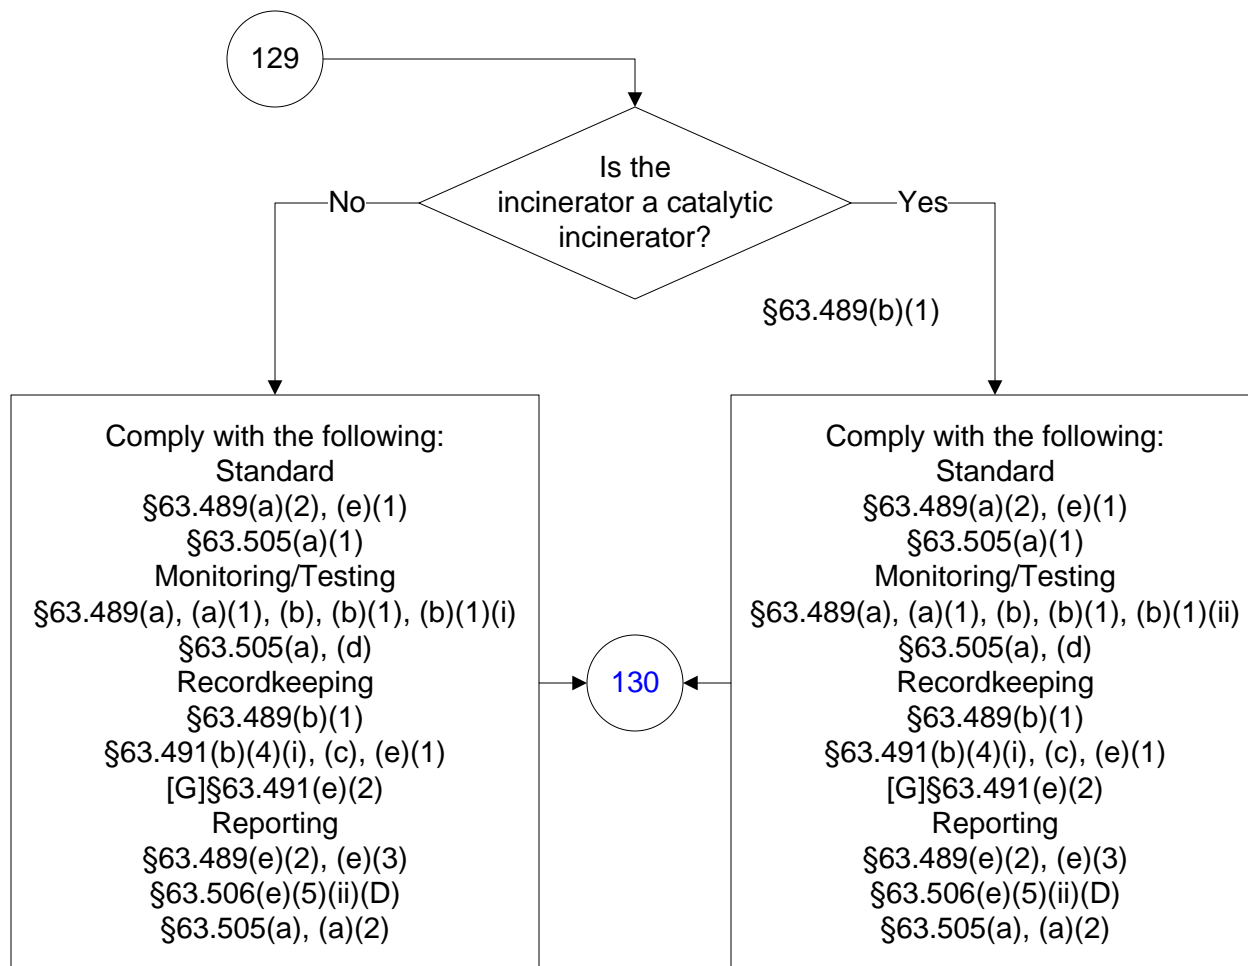 129
Is the
incinerator a catalytic
incinerator?
No
Yes
§63.489(b)(1)
Comply with the following:
Standard
§63.489(a)(2), (e)(1)
§63.505(a)(1)
Monitoring/Testing
§63.489(a), (a)(1), (b), (b)(1), (b)(1)(i)
§63.505(a), (d)
Recordkeeping
§63.489(b)(1)
§63.491(b)(4)(i), (c), (e)(1)
[G]§63.491(e)(2)
Reporting
§63.489(e)(2), (e)(3)
§63.506(e)(5)(ii)(D)
§63.505(a), (a)(2)
130
Comply with the following:
Standard
§63.489(a)(2), (e)(1)
§63.505(a)(1)
Monitoring/Testing
§63.489(a), (a)(1), (b), (b)(1), (b)(1)(ii)
§63.505(a), (d)
Recordkeeping
§63.489(b)(1)
§63.491(b)(4)(i), (c), (e)(1)
[G]§63.491(e)(2)
Reporting
§63.489(e)(2), (e)(3)
§63.506(e)(5)(ii)(D)
§63.505(a), (a)(2)